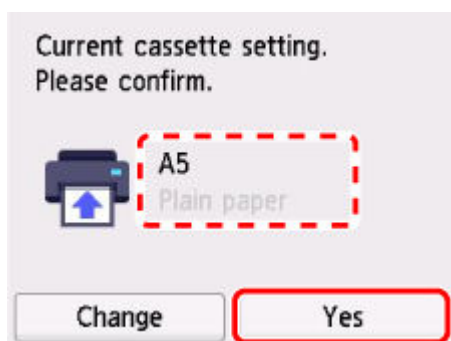 Current cassette setting.
Please confirm.
A5
Plain paper
Change
Yes